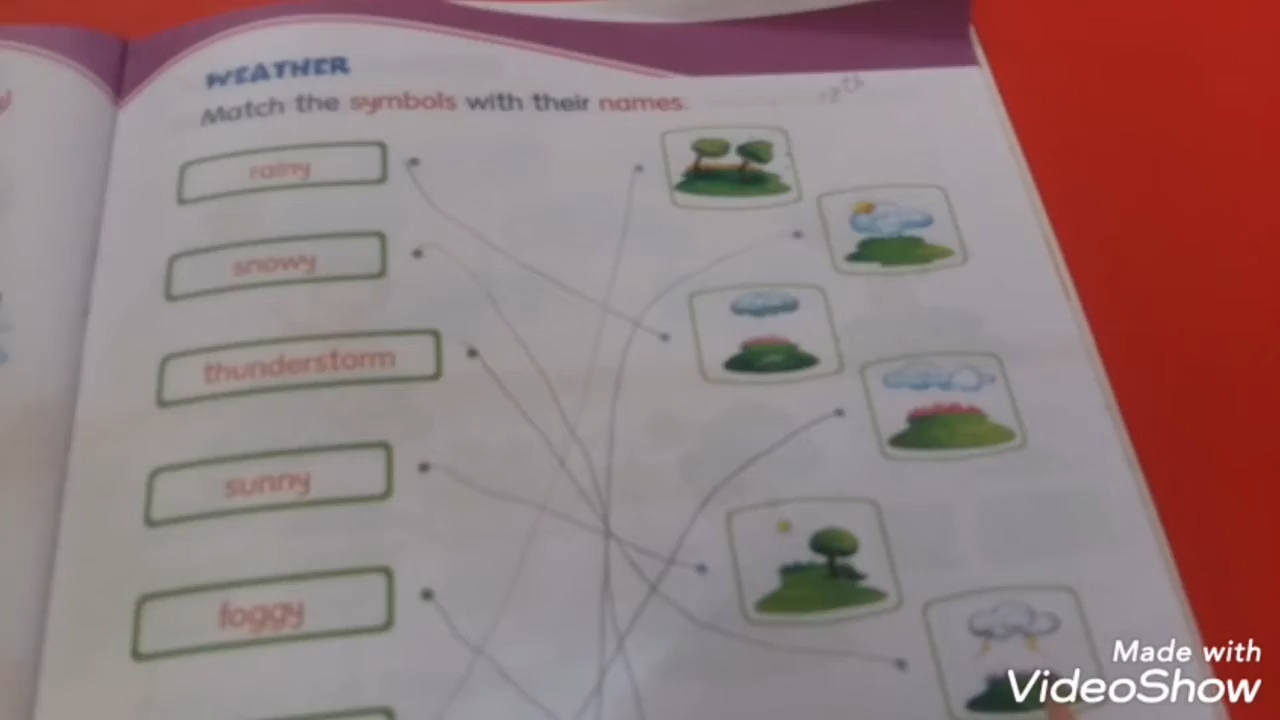 WEATHER
Match the symbols with their names.
rainy
snowy
thunderstorm
sunny
foggy
Made with
VideoShow